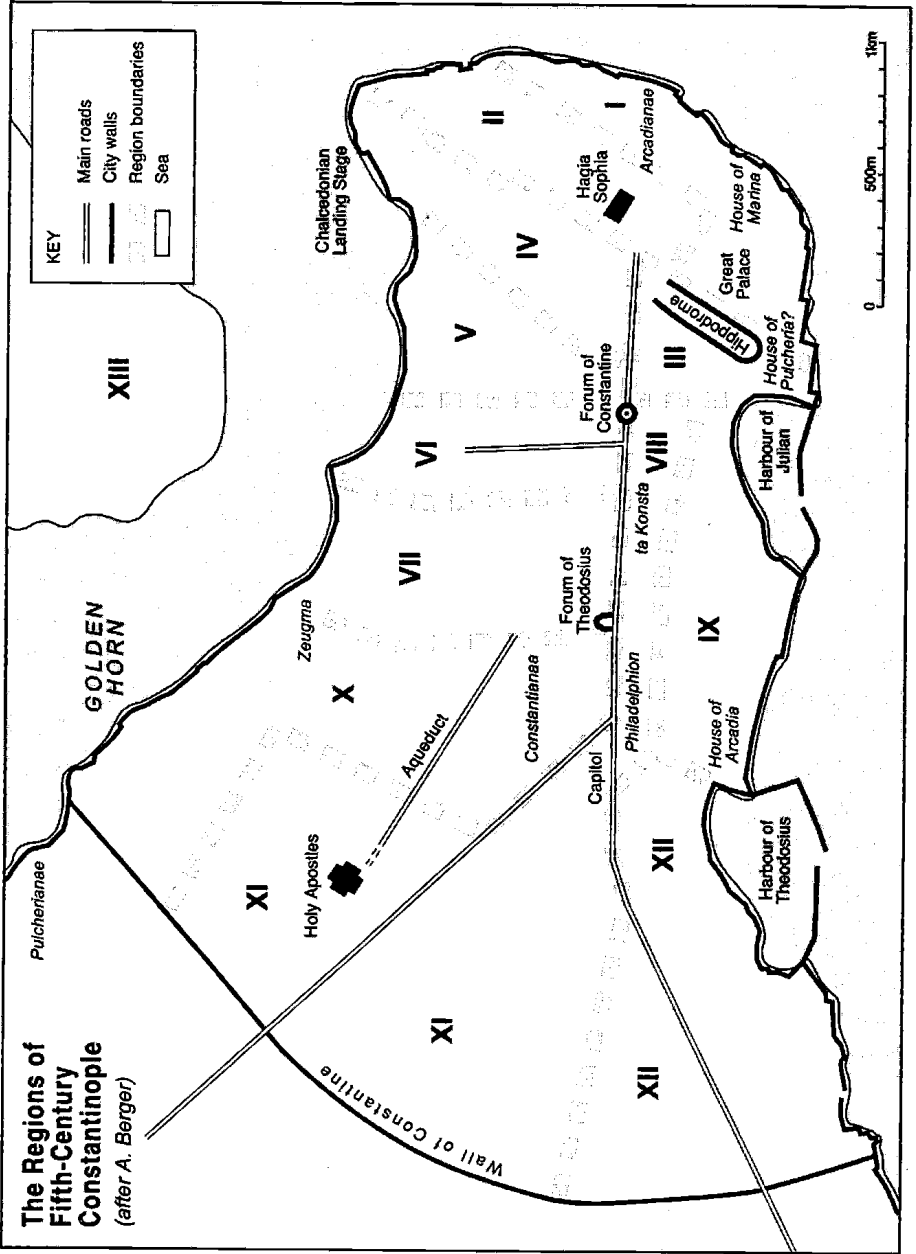 The Regions of
Fifth-Century
Constantinople
(after A. Berger)
KEY
Main roads
City walls
Region boundaries
Sea
XIII
GOLDEN
HORN
Pulcherianae
Zeugma
Chalcedonian
Landing Stage
XI
Holy Apostles
Aqueduct
X
VII
VI
V
IV
II
I
Hagia
Sophia
Arcadianae
Wall of Constantine
XI
Constantianae
Capitol
Philadelphion
Forum of
Theodosius
ta Konsta
Forum of
Constantine
VIII
III
Hippodrome
Great
Palace
House of
Marina
House of
Pulcheria?
XII
XII
House of
Arcadia
IX
Harbour of
Theodosius
Harbour of
Julian
0
500m
1km